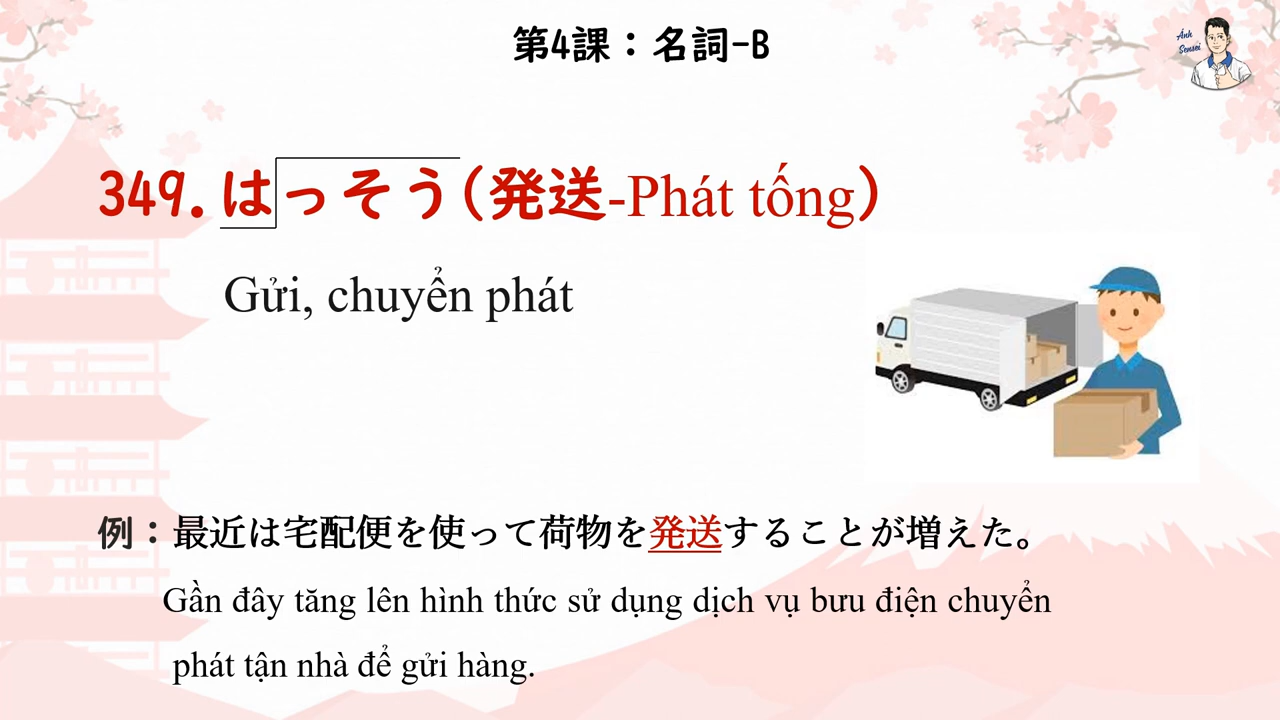 第4課：名詞-B
Anh
Sensei
349. はっそう(発送-Phát tống)
Gửi, chuyển phát
例：最近は宅配便を使って荷物を発送することが増えた。
Gần đây tăng lên hình thức sử dụng dịch vụ bưu điện chuyển
phát tận nhà để gửi hàng.